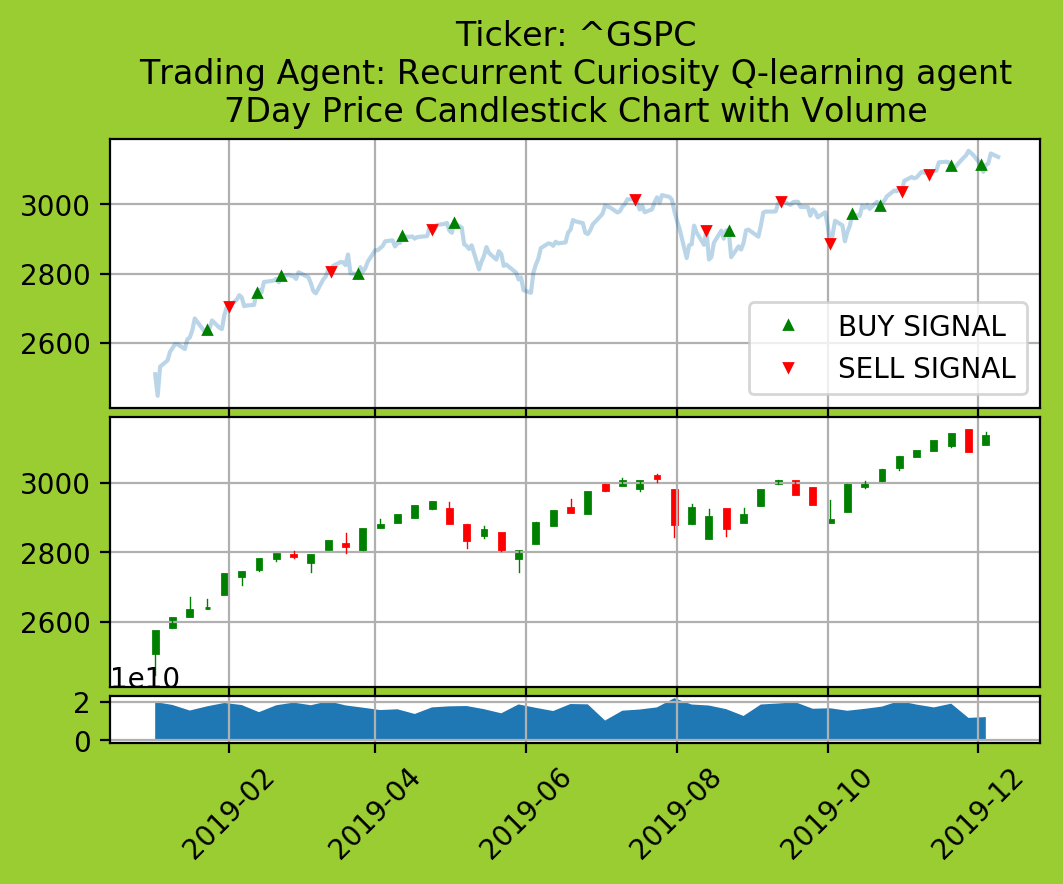 Ticker: ^GSPC
Trading Agent: Recurrent Curiosity Q-learning agent
7Day Price Candlestick Chart with Volume
3000
2800
2600
BUY SIGNAL
SELL SIGNAL
3000
2800
2600
1e10
2
0
2019-02
2019-04
2019-06
2019-08
2019-10
2019-12